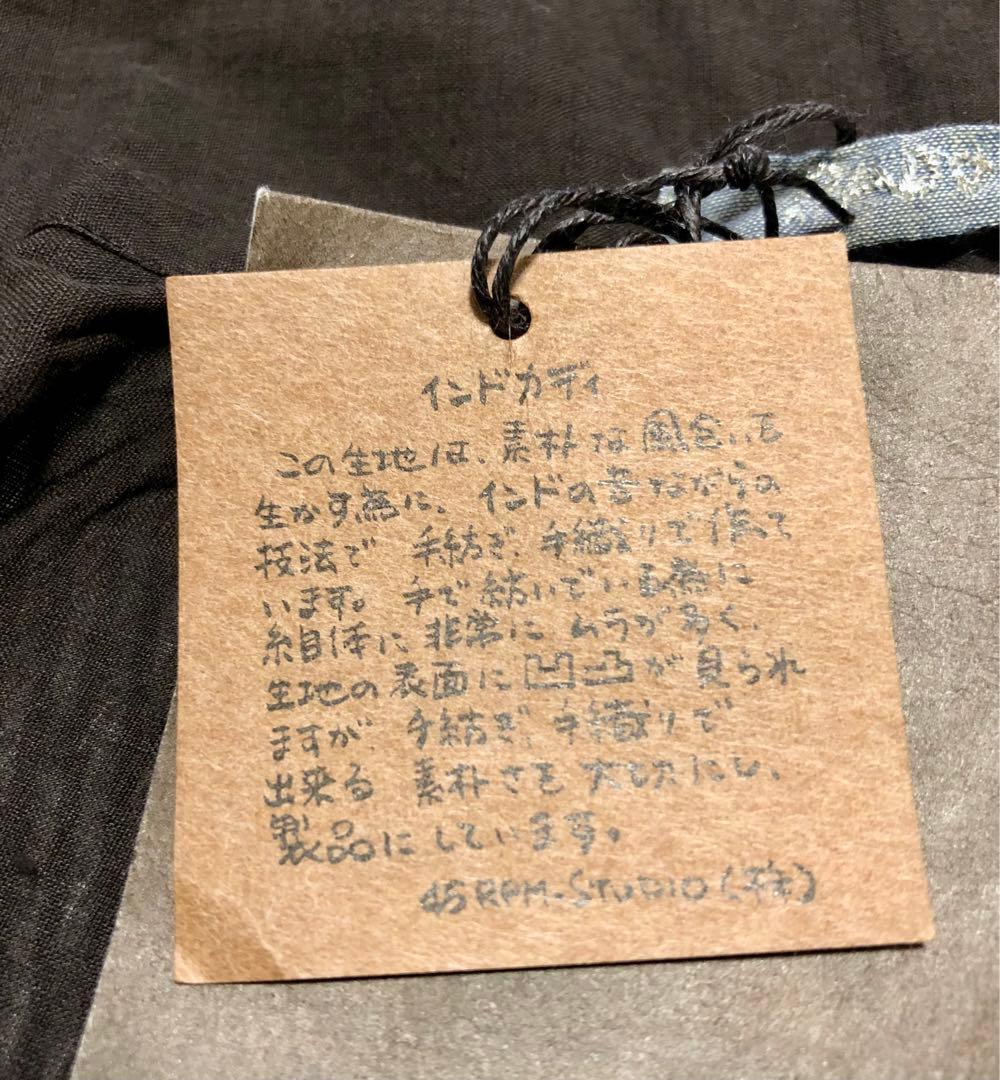 インドカディ
この生地は、素朴な風合いを
生かす為に、インドの昔ながらの
技法で 手紡ぎ、手織りで作って
います。手で紡いでいる為に
糸自体に非常にムラが多く、
生地の表面に凹凸が見られ
ますが、手紡ぎ、手織りで
出来る 素朴さを大切にし、
製品にしています。
45RPM-STUDIO(株)